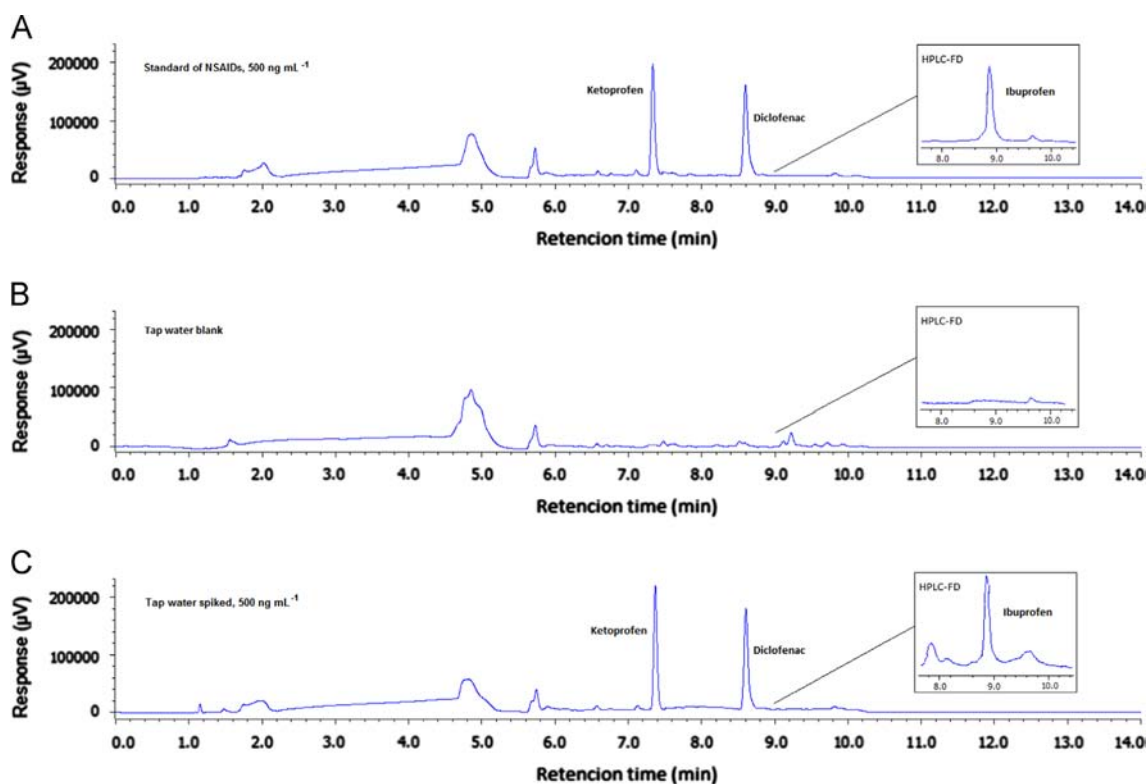 A
Response (µV)
200000
100000
0
Standard of NSAIDs, 500 ng mL⁻¹
Ketoprofen
Diclofenac
HPLC-FD
Ibuprofen
8.0 9.0 10.0
0.0 1.0 2.0 3.0 4.0 5.0 6.0 7.0 8.0 9.0 10.0 11.0 12.0 13.0 14.0
Retencion time (min)
B
Response (µV)
200000
100000
0
Tap water blank
HPLC-FD
8.0 9.0 10.0
0.0 1.0 2.0 3.0 4.0 5.0 6.0 7.0 8.0 9.0 10.0 11.0 12.0 13.0 14.0
Retencion time (min)
C
Response (µV)
200000
100000
0
Tap water spiked, 500 ng mL⁻¹
Ketoprofen
Diclofenac
HPLC-FD
Ibuprofen
8.0 9.0 10.0
0.0 1.0 2.0 3.0 4.0 5.0 6.0 7.0 8.0 9.0 10.0 11.0 12.0 13.0 14.0
Retencion time (min)